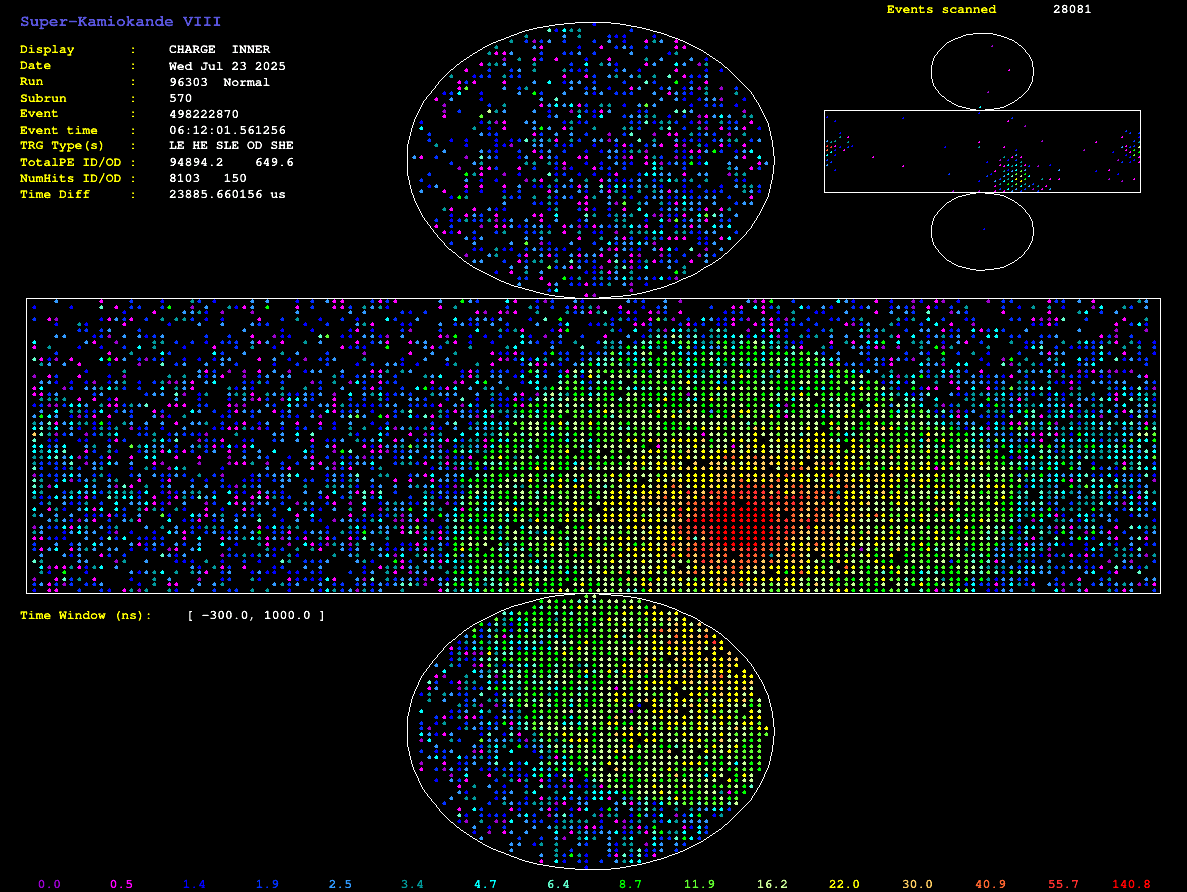 Super-Kamiokande VIII
Events scanned 28081
Display : CHARGE INNER
Date : Wed Jul 23 2025
Run : 96303 Normal
Subrun : 570
Event : 498222870
Event time : 06:12:01.561256
TRG Type(s) : LE HE SLE OD SHE
TotalPE ID/OD : 94894.2 649.6
NumHits ID/OD : 8103 150
Time Diff : 23885.660156 us
Time Window (ns): [ -300.0, 1000.0 ]
0.0 0.5 1.4 1.9 2.5 3.4 4.7 6.4 8.7 11.9 16.2 22.0 30.0 40.9 55.7 140.8